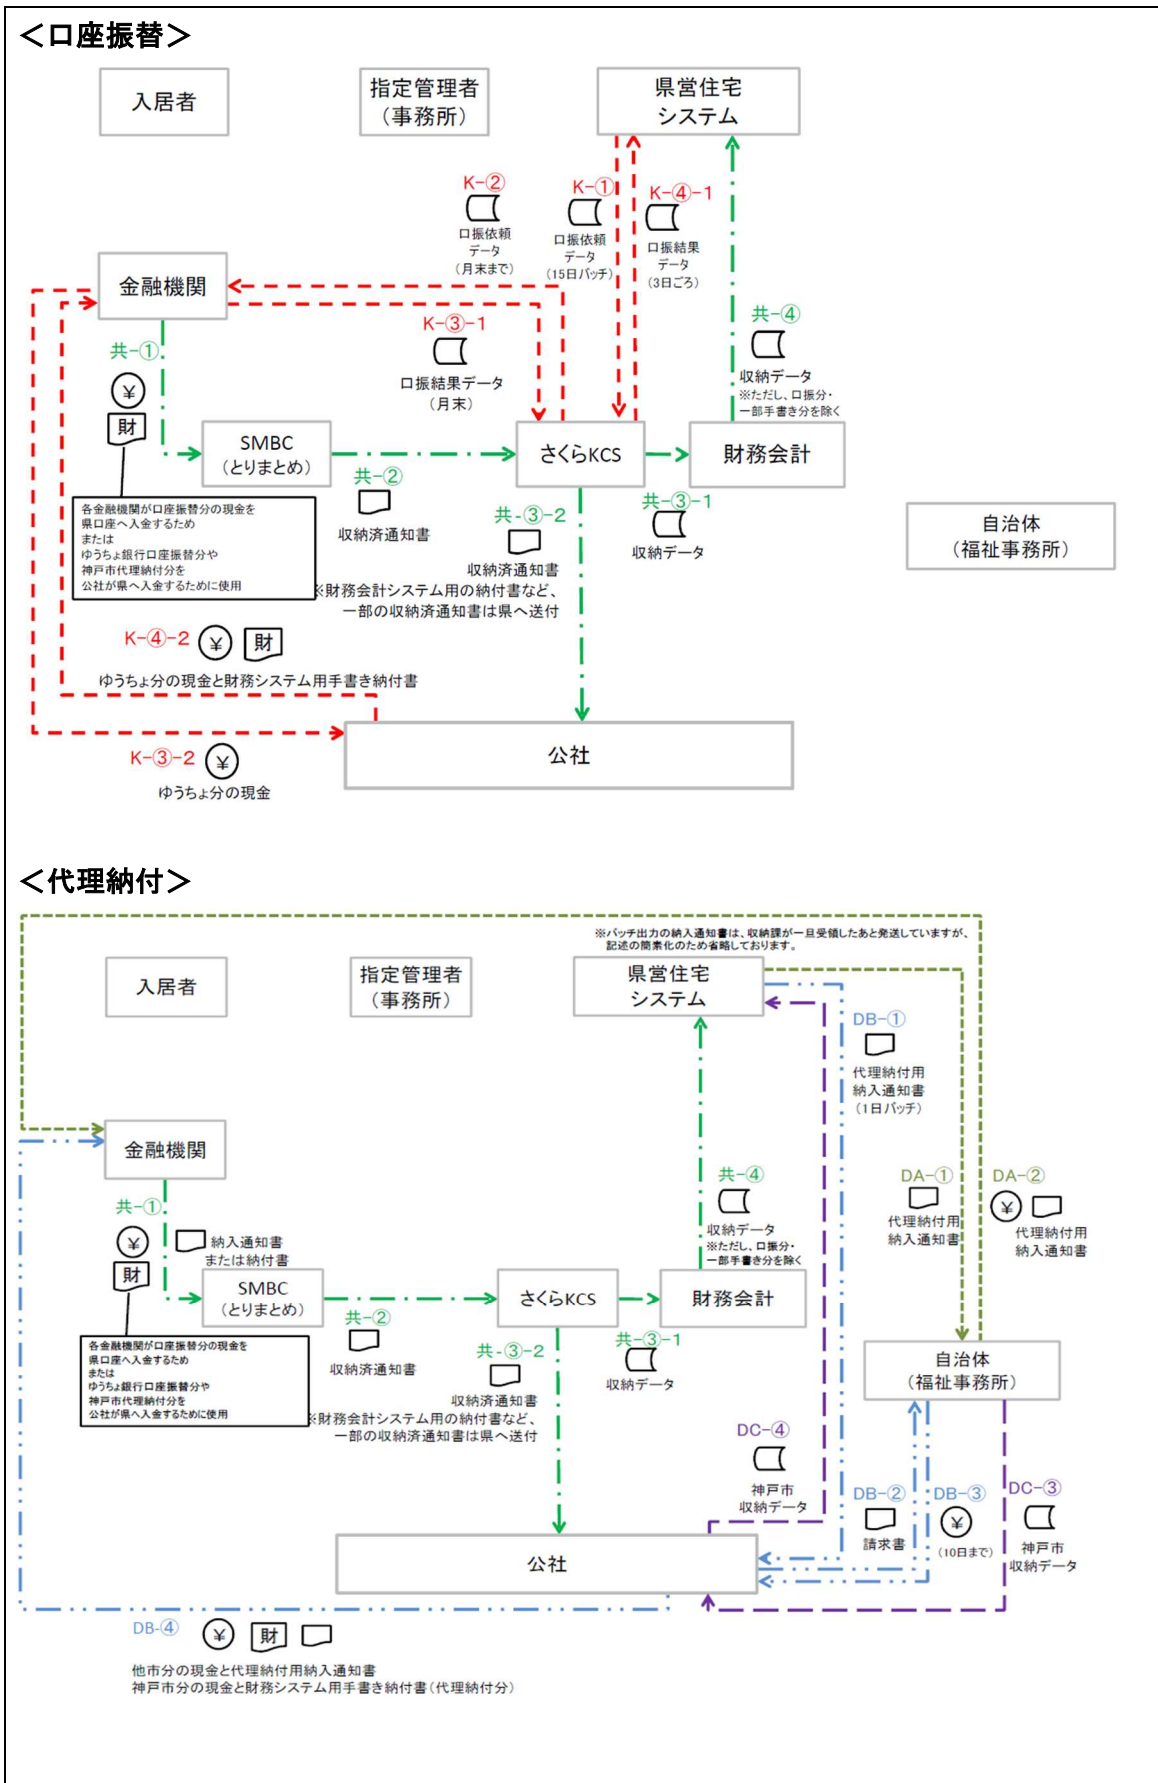 ＜口座振替＞
入居者
指定管理者
（事務所）
県営住宅
システム
K-②
口振依頼
データ
（月末まで）
K-①
口振依頼
データ
（15日バッチ）
K-④-1
口振結果
データ
（3日ごろ）
金融機関
共-④
収納データ
※ただし、口振分・
一部手書き分を除く
K-③-1
口振結果データ
（月末）
共-①
¥
財
SMBC
（とりまとめ）
さくらKCS
財務会計
共-②
収納済通知書
共-③-1
収納データ
共-③-2
収納済通知書
※財務会計システム用の納付書など、
一部の収納済通知書は県へ送付
各金融機関が口座振替分の現金を
県口座へ入金するため
または
ゆうちょ銀行口座振替分や
神戸市代理納付分を
公社が県へ入金するために使用
自治体
（福祉事務所）
K-④-2
¥
財
ゆうちょ分の現金と財務システム用手書き納付書
公社
K-③-2
¥
ゆうちょ分の現金
＜代理納付＞
※バッチ出力の納入通知書は、収納課が一旦受領したあと発送していますが、
記述の簡素化のため省略しております。
入居者
指定管理者
（事務所）
県営住宅
システム
DB-①
代理納付用
納入通知書
（1日バッチ）
金融機関
共-④
収納データ
※ただし、口振分・
一部手書き分を除く
DA-①
代理納付用
納入通知書
DA-②
¥
代理納付用
納入通知書
共-①
¥
財
納入通知書
または納付書
SMBC
（とりまとめ）
さくらKCS
財務会計
共-②
収納済通知書
共-③-1
収納データ
共-③-2
収納済通知書
※財務会計システム用の納付書など、
一部の収納済通知書は県へ送付
各金融機関が口座振替分の現金を
県口座へ入金するため
または
ゆうちょ銀行口座振替分や
神戸市代理納付分を
公社が県へ入金するために使用
自治体
（福祉事務所）
DC-④
神戸市
収納データ
DB-②
請求書
DB-③
¥
（10日まで）
DC-③
神戸市
収納データ
公社
DB-④
¥
財
他市分の現金と代理納付用納入通知書
神戸市分の現金と財務システム用手書き納付書（代理納付分）